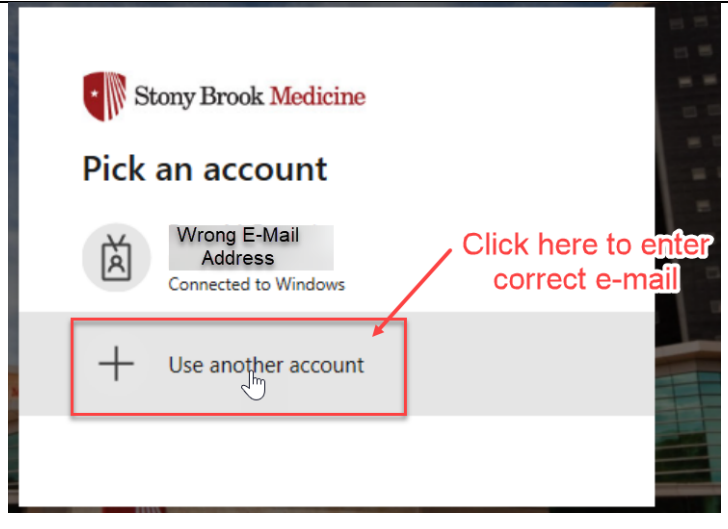 Stony Brook Medicine
Pick an account
Wrong E-Mail
Address
Connected to Windows
Click here to enter
correct e-mail
Use another account